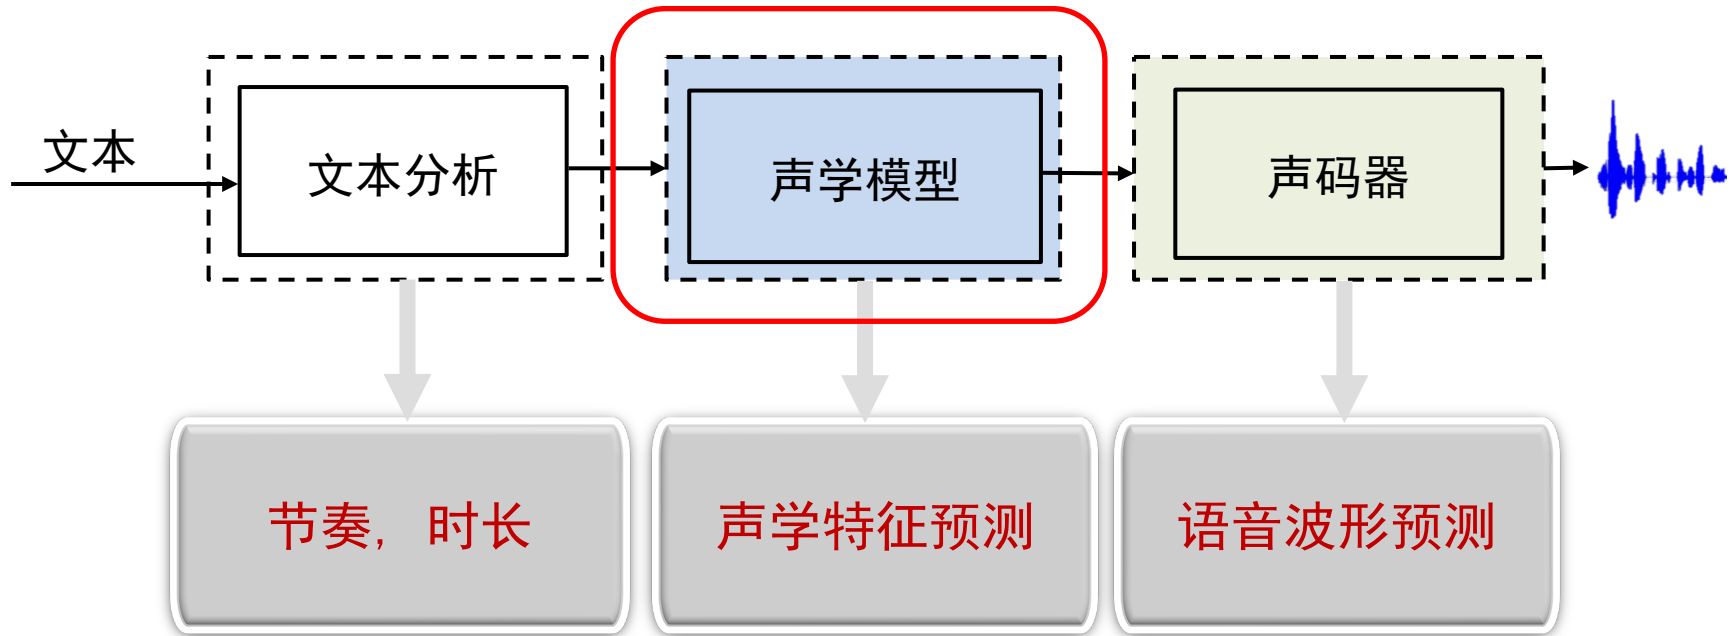 文本
文本分析
声学模型
声码器
节奏，时长
声学特征预测
语音波形预测